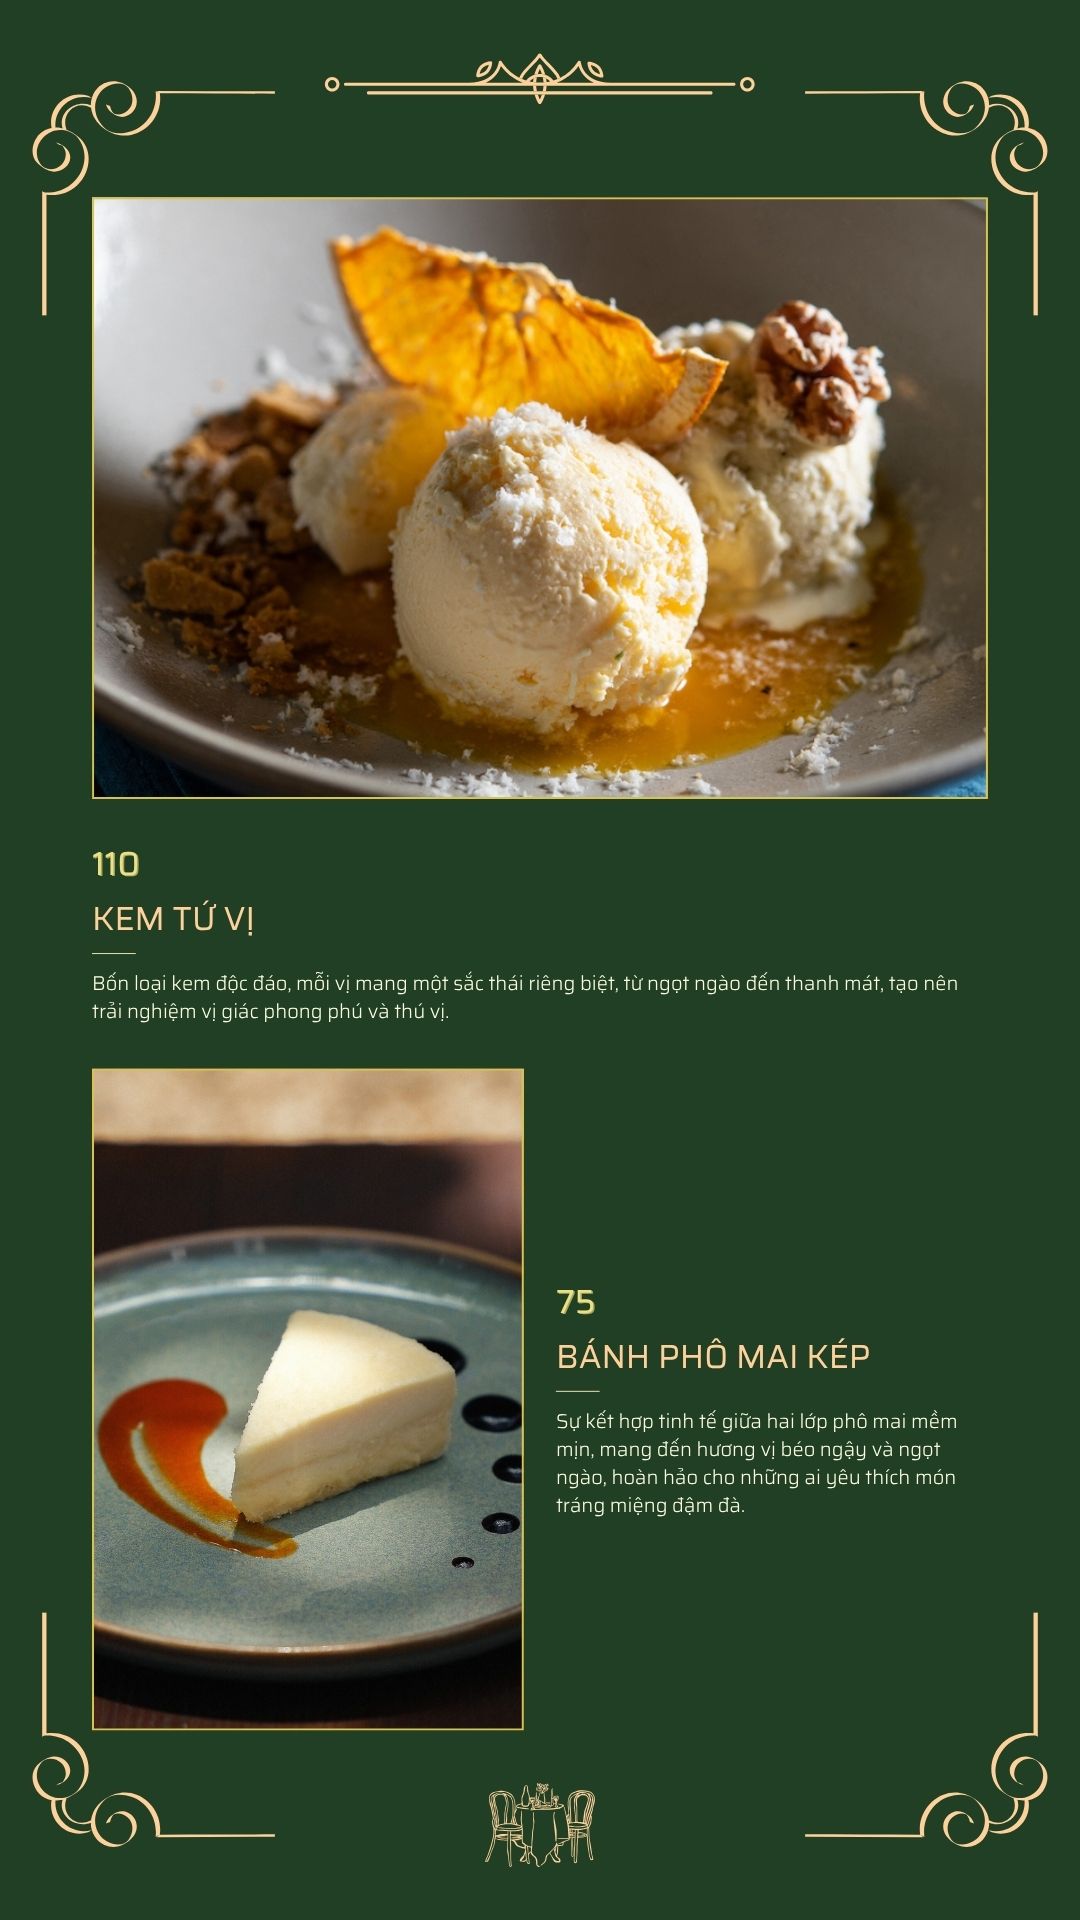 110
KEM TỨ VỊ
Bốn loại kem độc đáo, mỗi vị mang một sắc thái riêng biệt, từ ngọt ngào đến thanh mát, tạo nên
trải nghiệm vị giác phong phú và thú vị.
75
BÁNH PHÔ MAI KÉP
Sự kết hợp tinh tế giữa hai lớp phô mai mềm
mịn, mang đến hương vị béo ngậy và ngọt
ngào, hoàn hảo cho những ai yêu thích món
tráng miệng đậm đà.